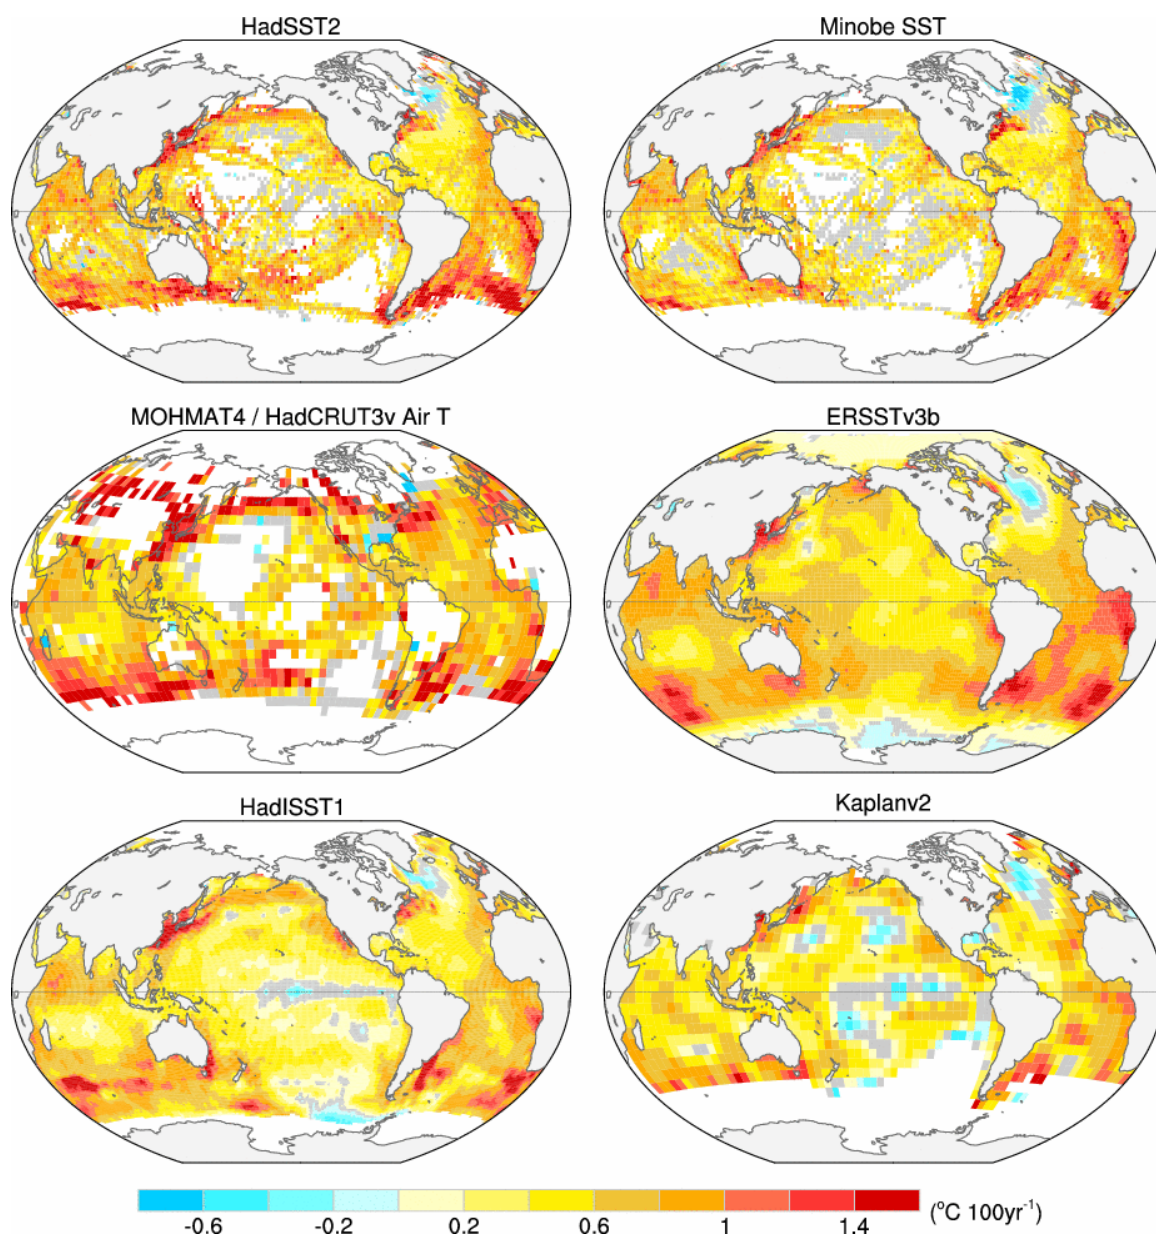 HadSST2
Minobe SST
MOHMAT4 / HadCRUT3v Air T
ERSSTv3b
HadISST1
Kaplanv2
-0.6 -0.2 0.2 0.6 1 1.4 (°C 100yr⁻¹)